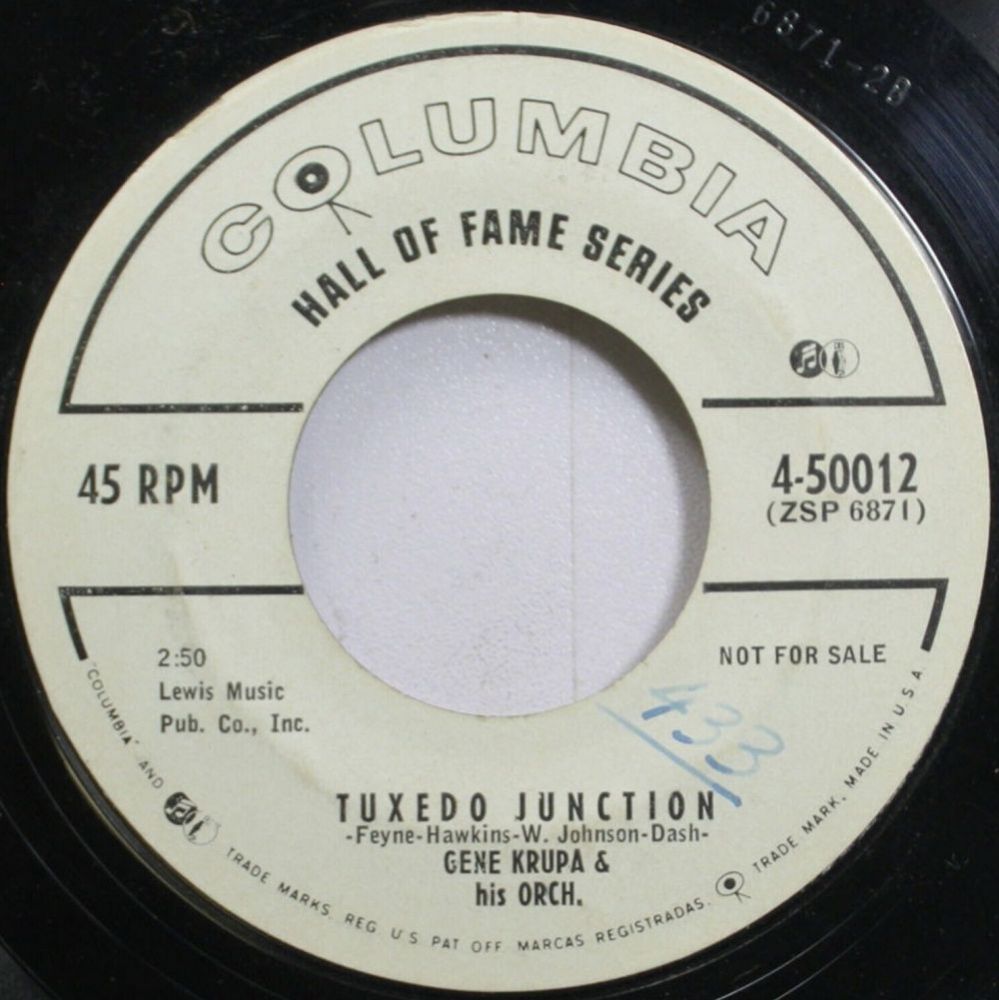 6871-2B
COLUMBIA
HALL OF FAME SERIES
45 RPM
4-50012
(ZSP 6871)
2:50
Lewis Music
Pub. Co., Inc.
NOT FOR SALE
433
TUXEDO JUNCTION
-Feyne-Hawkins-W. Johnson-Dash-
GENE KRUPA &
his ORCH.
"COLUMBIA" AND TRADE MARKS REG. U.S. PAT. OFF. MARCAS REGISTRADAS. TRADE MARK. MADE IN U.S.A.